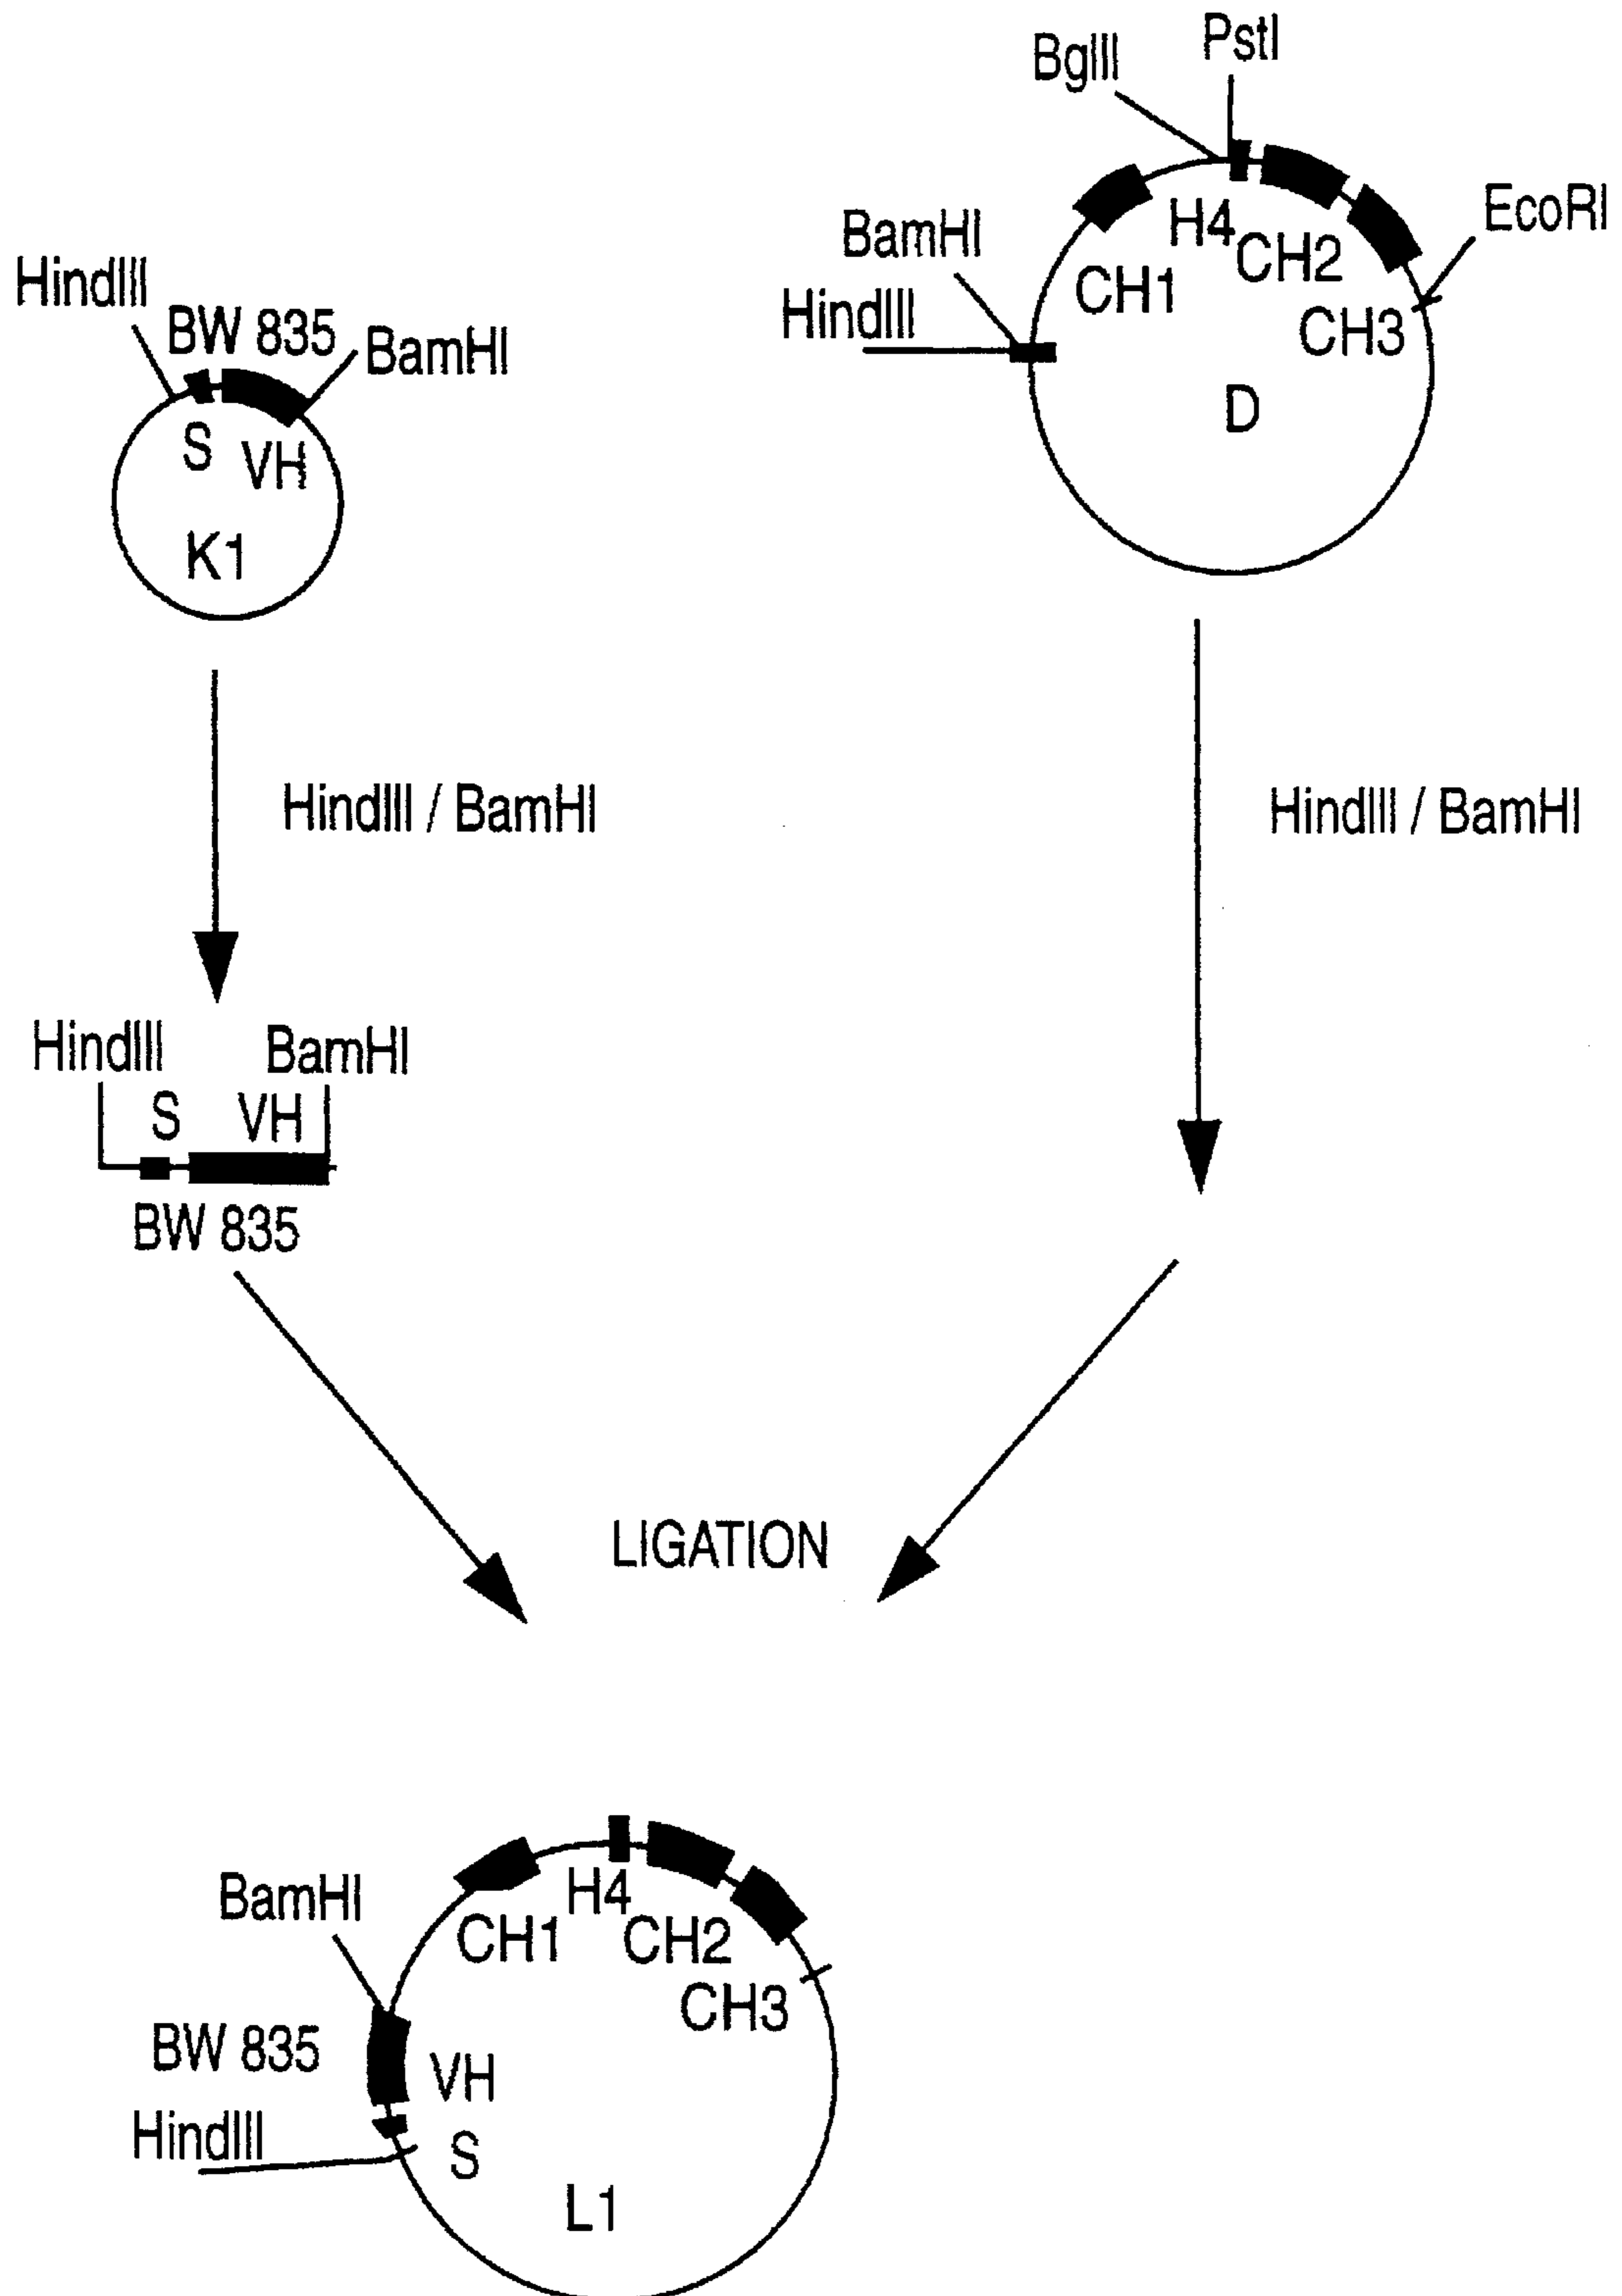 HindIII
BW 835
BamHI
S
VH
K1
BglII
PstI
BamHI
HindIII
EcoRI
CH1
H4
CH2
CH3
D
HindIII / BamHI
HindIII / BamHI
HindIII
BamHI
S
VH
BW 835
LIGATION
BamHI
BW 835
HindIII
CH1
H4
CH2
CH3
VH
S
L1